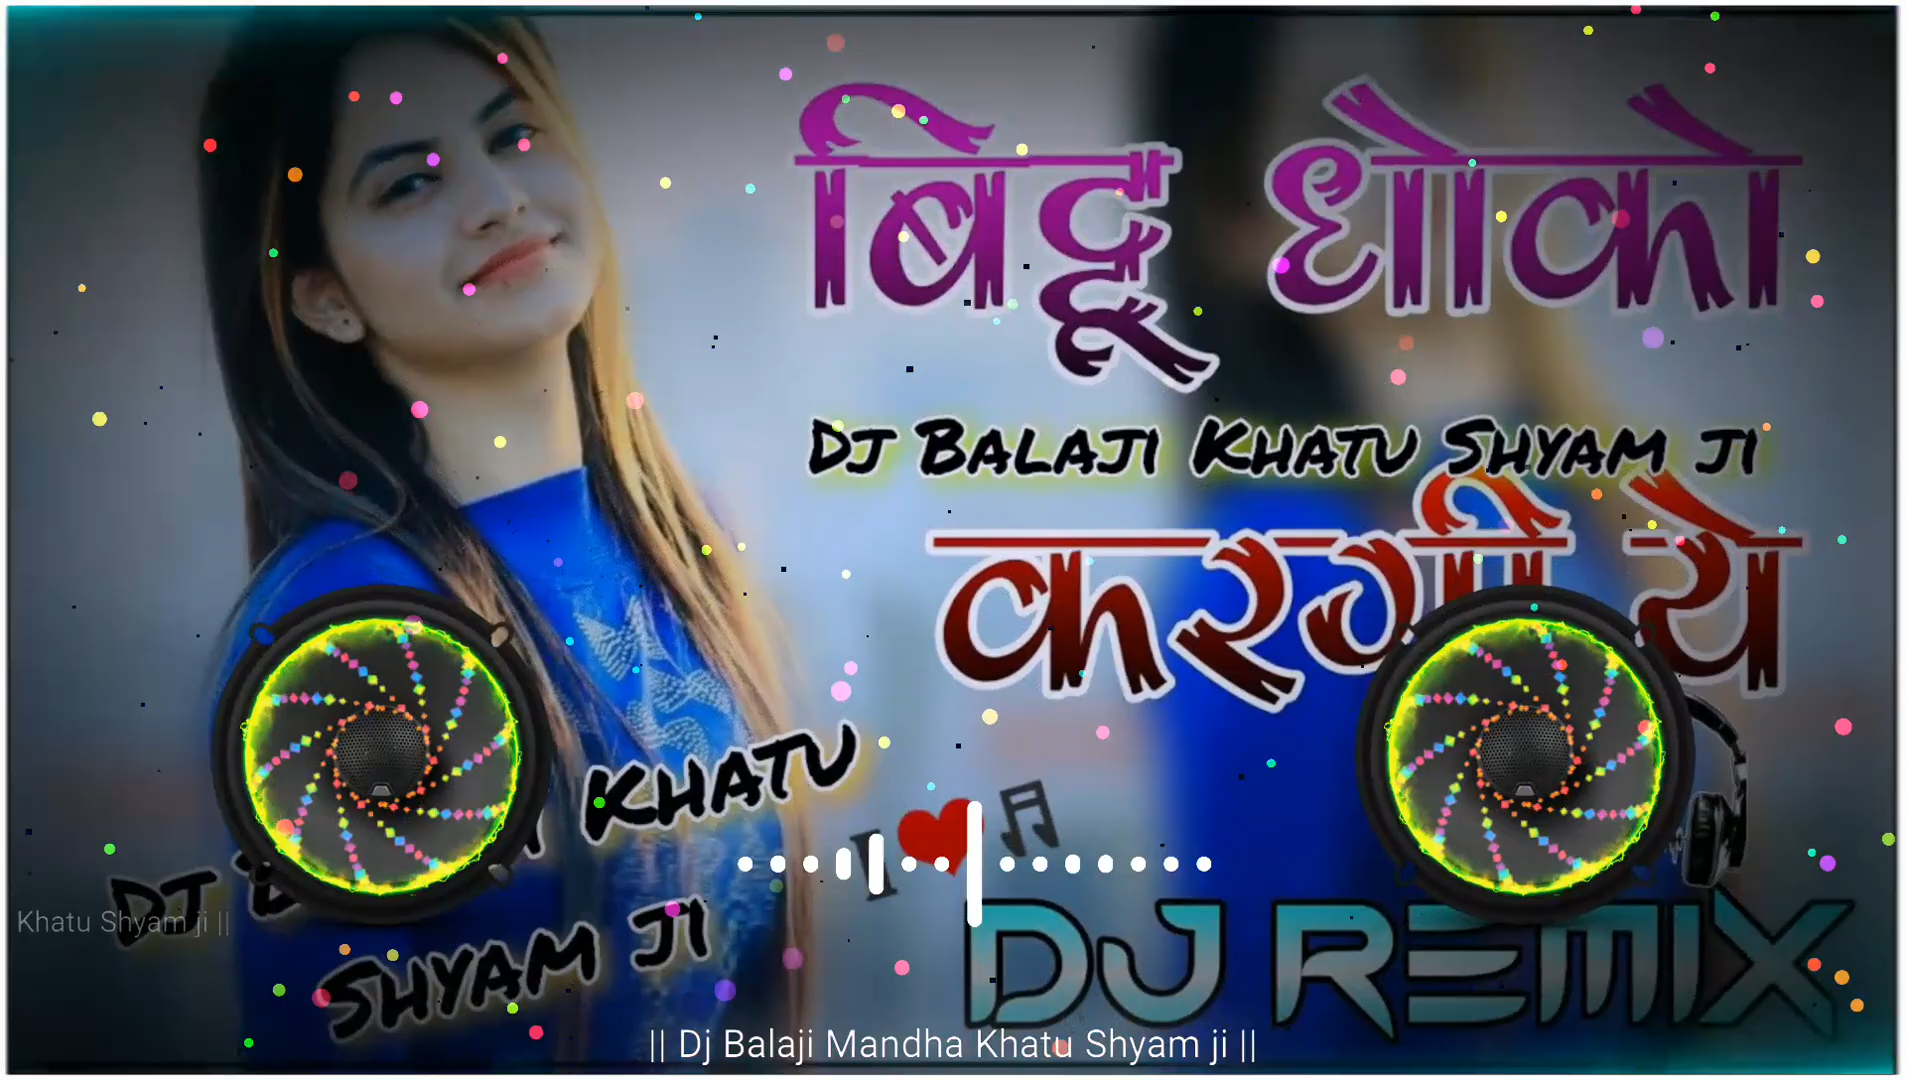 बिट्टू धोको
Dj Balaji Khatu Shyam ji
करगी ये
Khatu
Dj
Shyam ji
Khatu Shyam ji ||
I
DJ REMIX
|| Dj Balaji Mandha Khatu Shyam ji ||